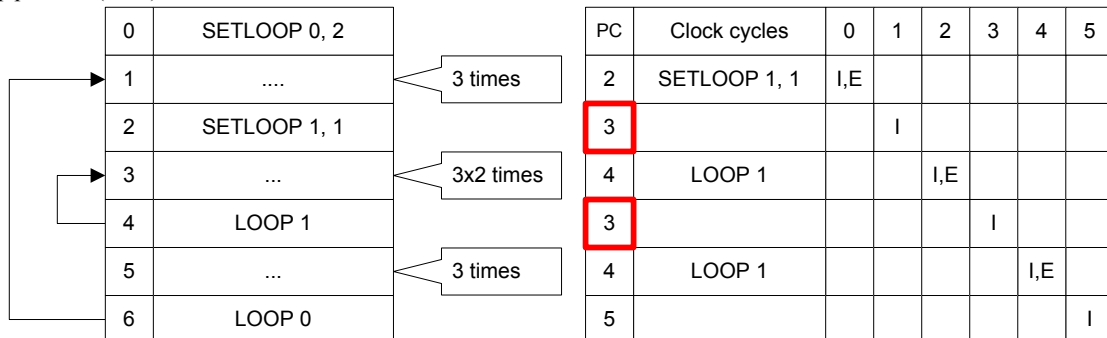 0 SETLOOP 0, 2
1 .... 3 times
2 SETLOOP 1, 1
3 ... 3x2 times
4 LOOP 1
5 ... 3 times
6 LOOP 0
PC Clock cycles 0 1 2 3 4 5
2 SETLOOP 1, 1 I,E
3 I
4 LOOP 1 I,E
3 I
4 LOOP 1 I,E
5 I